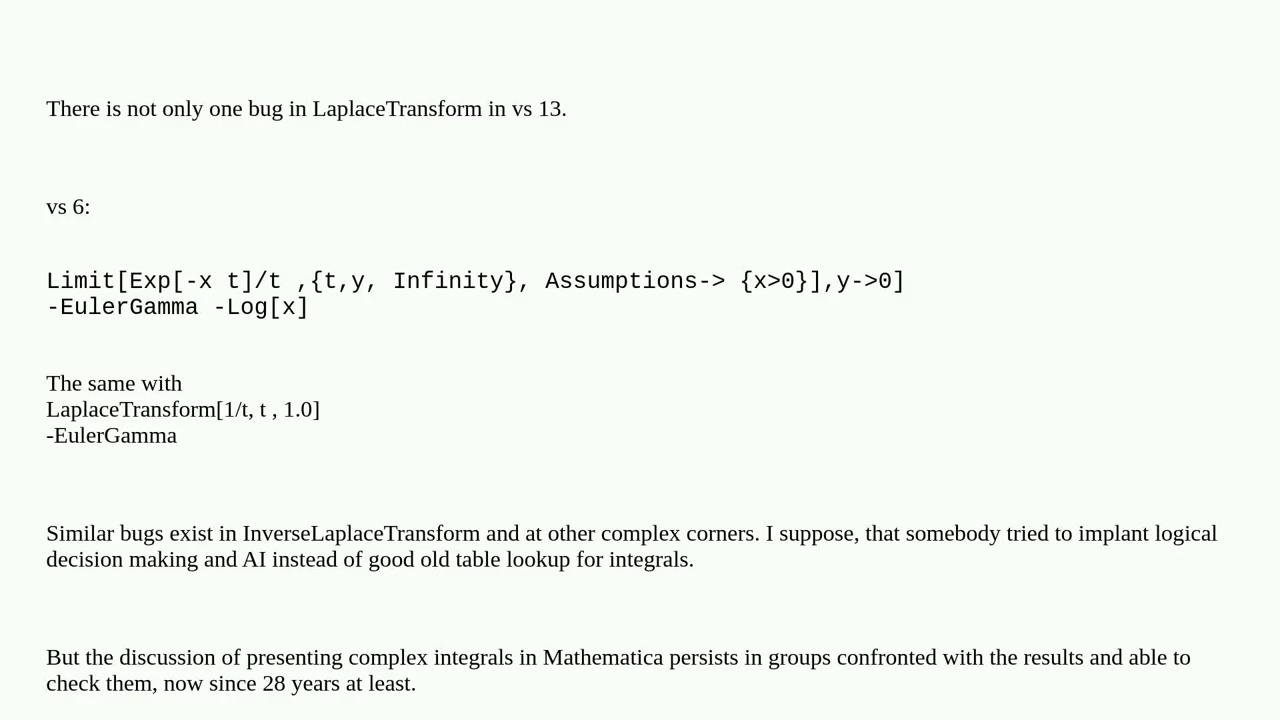 There is not only one bug in LaplaceTransform in vs 13.
vs 6:
Limit[Exp[-x t]/t ,{t,y, Infinity}, Assumptions-> {x>0}],y->0]
-EulerGamma -Log[x]
The same with
LaplaceTransform[1/t, t , 1.0]
-EulerGamma
Similar bugs exist in InverseLaplaceTransform and at other complex corners. I suppose, that somebody tried to implant logical
decision making and AI instead of good old table lookup for integrals.
But the discussion of presenting complex integrals in Mathematica persists in groups confronted with the results and able to
check them, now since 28 years at least.